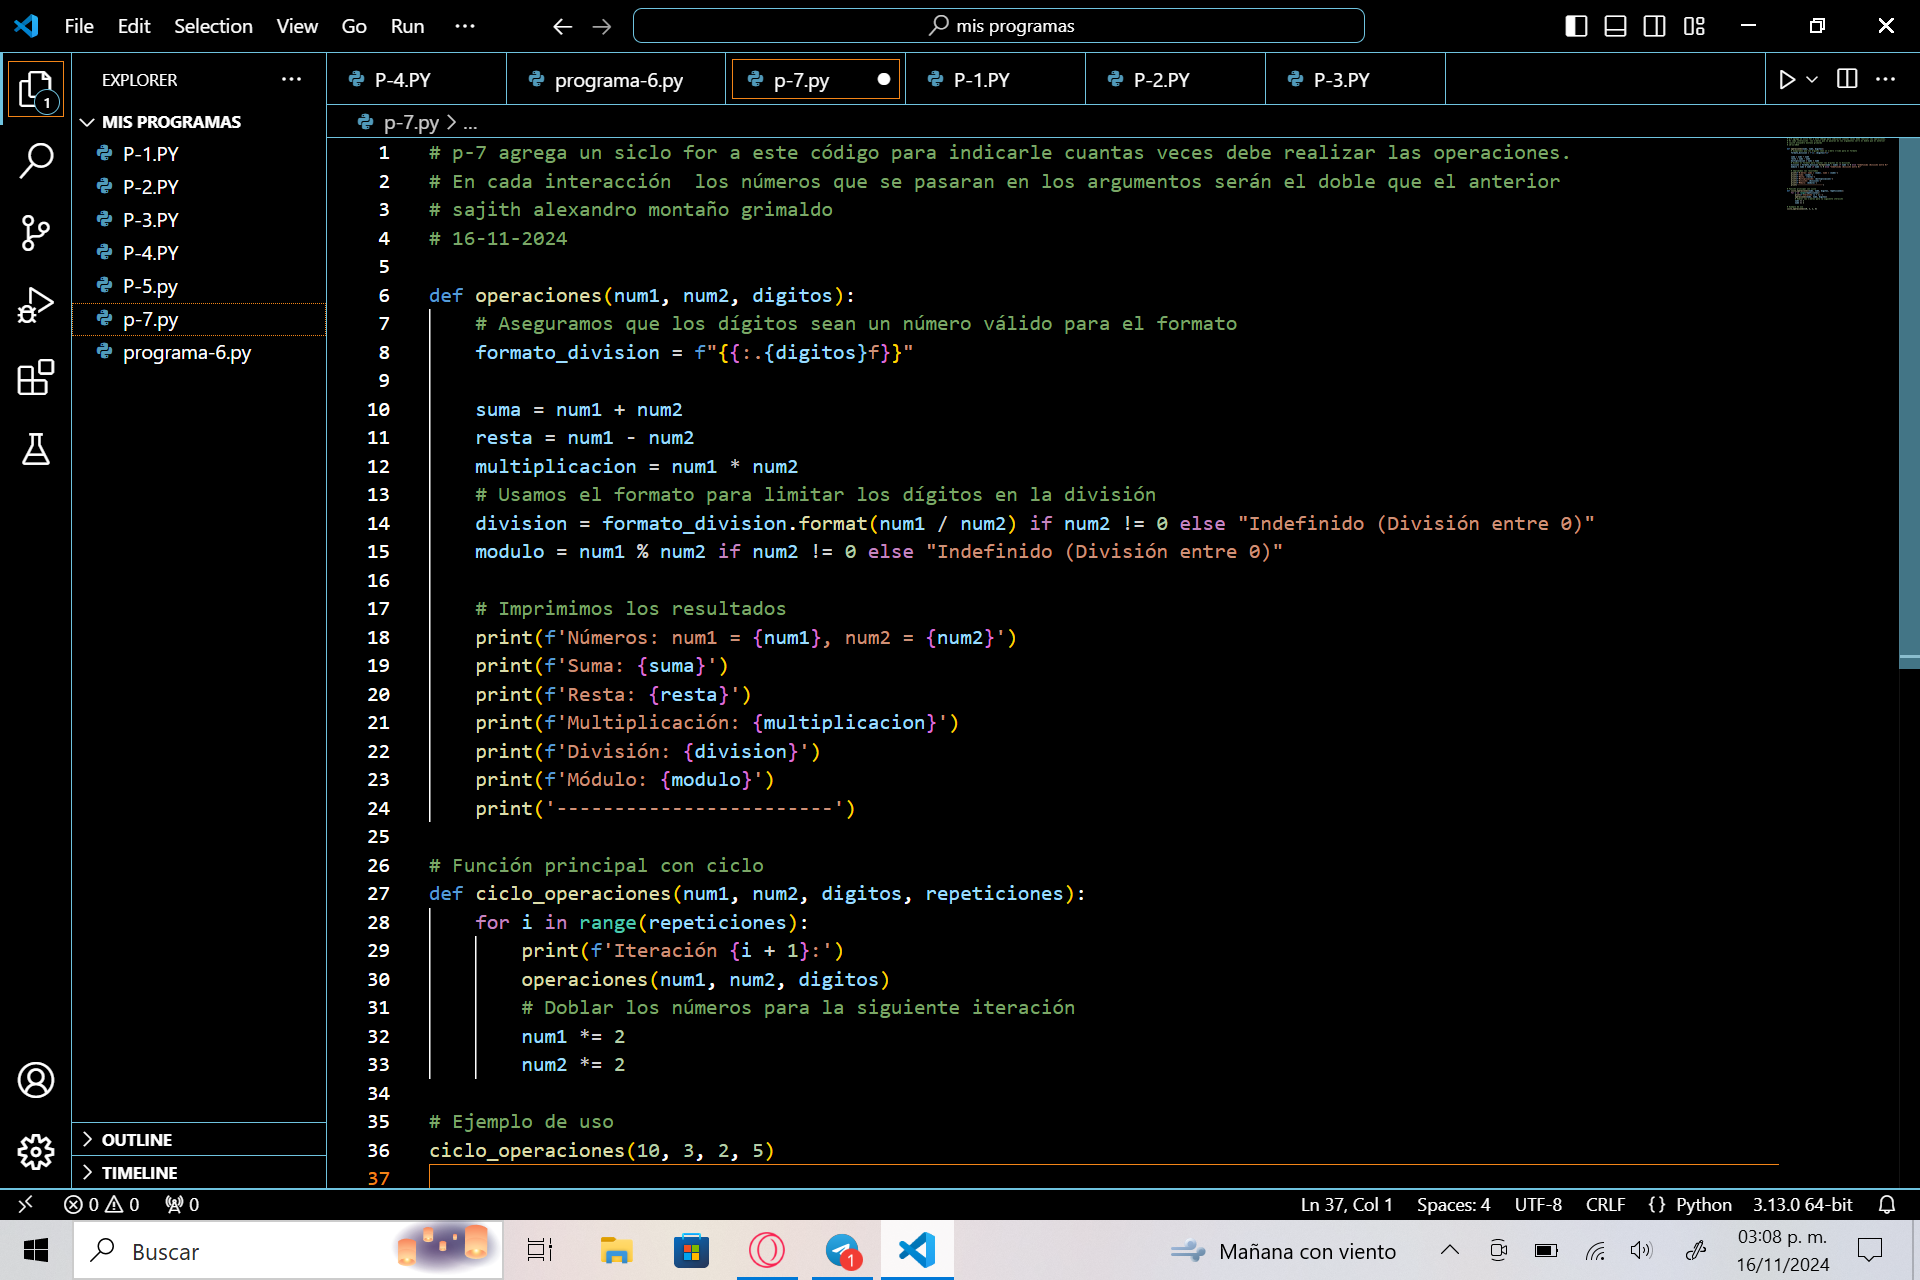 File Edit Selection View Go Run ···
mis programas
EXPLORER ···
P-4.PY programa-6.py p-7.py P-1.PY P-2.PY P-3.PY
MIS PROGRAMAS
P-1.PY
P-2.PY
P-3.PY
P-4.PY
P-5.py
p-7.py
programa-6.py
p-7.py > ...
1 # p-7 agrega un siclo for a este código para indicarle cuantas veces debe realizar las operaciones.
2 # En cada interacción  los números que se pasaran en los argumentos serán el doble que el anterior
3 # sajith alexandro montaño grimaldo
4 # 16-11-2024
5
6 def operaciones(num1, num2, digitos):
7     # Aseguramos que los dígitos sean un número válido para el formato
8     formato_division = f"{{:.{digitos}f}}"
9
10     suma = num1 + num2
11     resta = num1 - num2
12     multiplicacion = num1 * num2
13     # Usamos el formato para limitar los dígitos en la división
14     division = formato_division.format(num1 / num2) if num2 != 0 else "Indefinido (División entre 0)"
15     modulo = num1 % num2 if num2 != 0 else "Indefinido (División entre 0)"
16
17     # Imprimimos los resultados
18     print(f'Números: num1 = {num1}, num2 = {num2}')
19     print(f'Suma: {suma}')
20     print(f'Resta: {resta}')
21     print(f'Multiplicación: {multiplicacion}')
22     print(f'División: {division}')
23     print(f'Módulo: {modulo}')
24     print('------------------------')
25
26 # Función principal con ciclo
27 def ciclo_operaciones(num1, num2, digitos, repeticiones):
28     for i in range(repeticiones):
29         print(f'Iteración {i + 1}:')
30         operaciones(num1, num2, digitos)
31         # Doblar los números para la siguiente iteración
32         num1 *= 2
33         num2 *= 2
34
35 # Ejemplo de uso
36 ciclo_operaciones(10, 3, 2, 5)
37
1
OUTLINE
TIMELINE
0 0 0 Ln 37, Col 1 Spaces: 4 UTF-8 CRLF {} Python 3.13.0 64-bit
Buscar 1 Mañana con viento 03:08 p. m.
16/11/2024